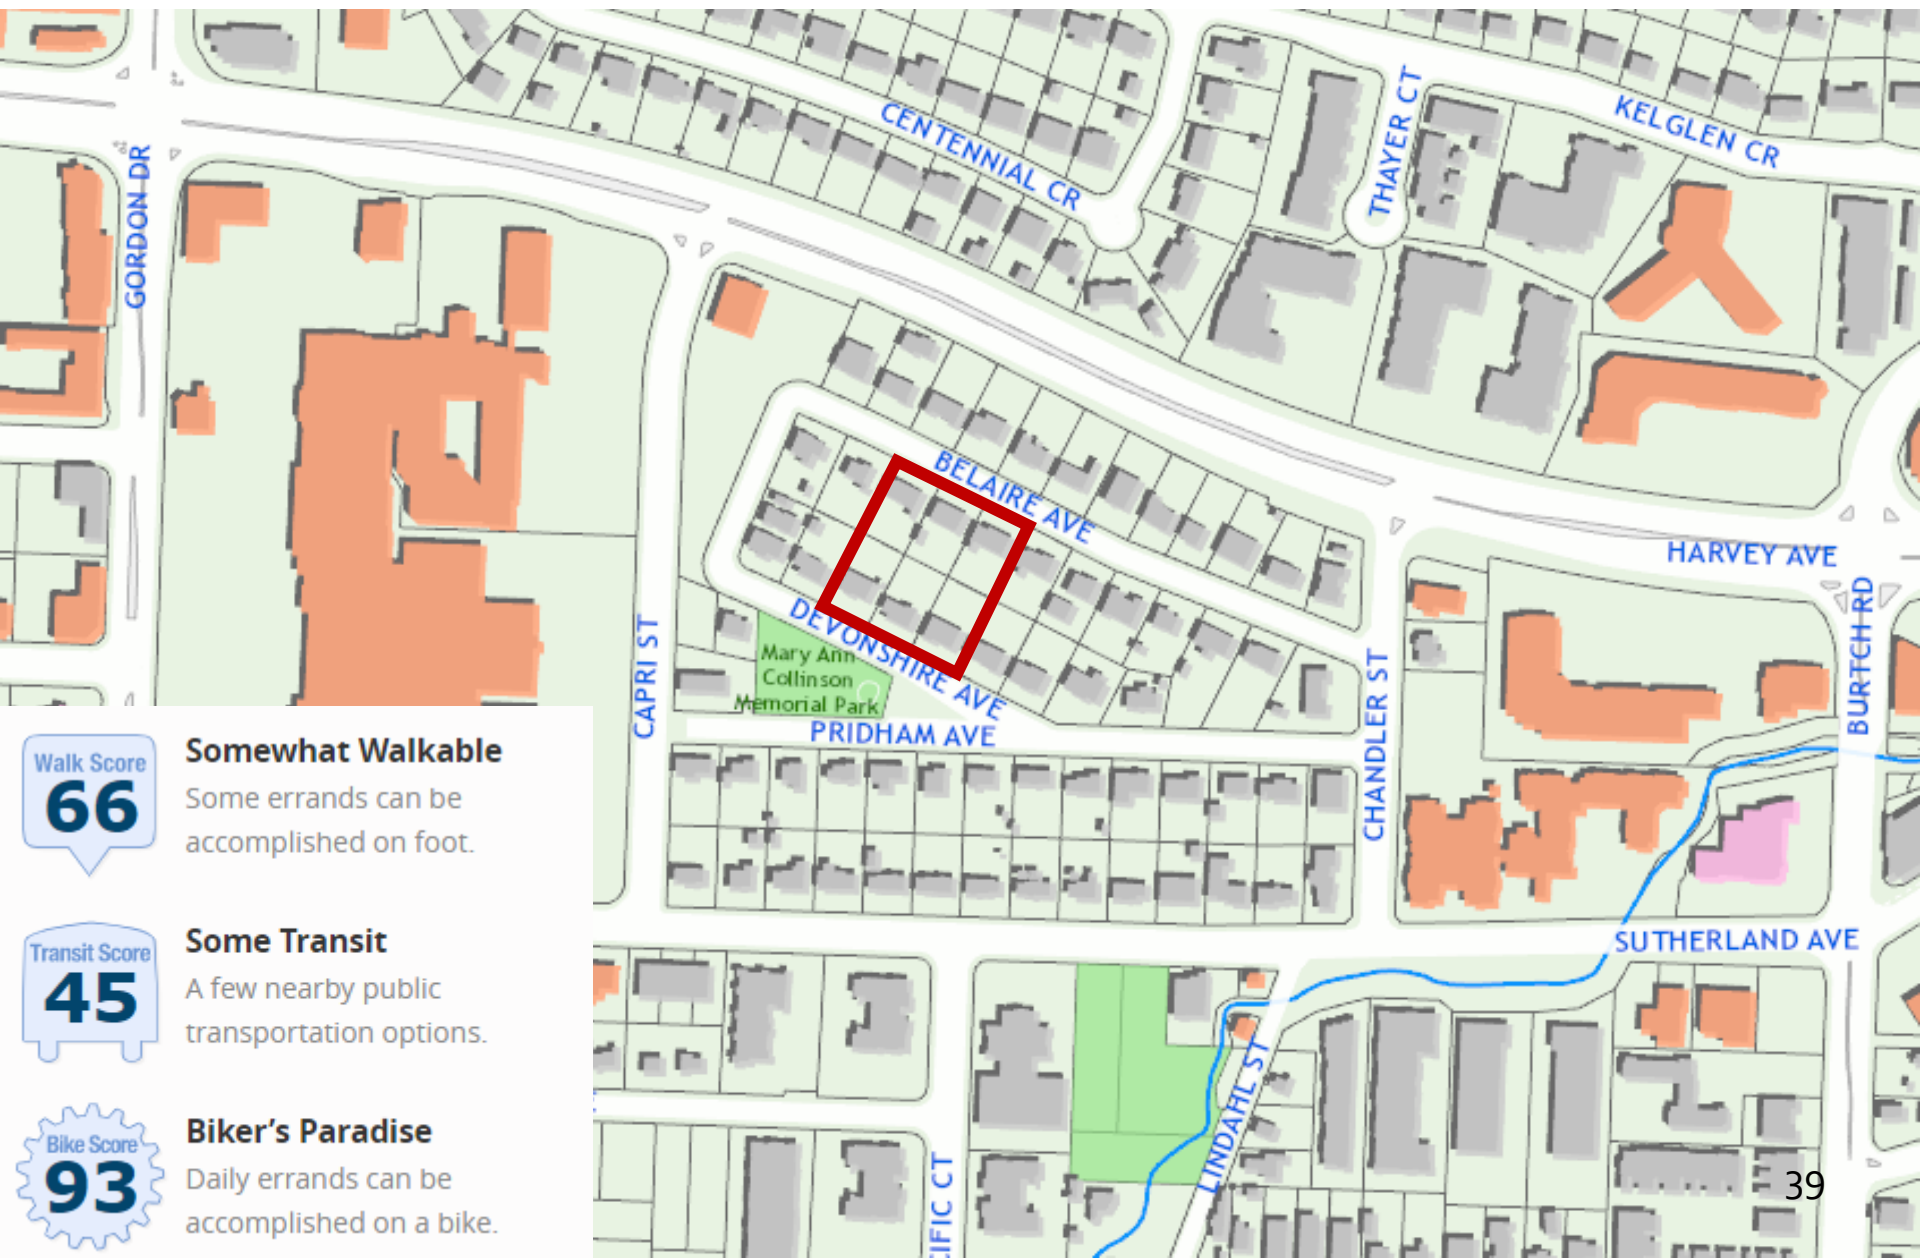 CENTENNIAL CR
THAYER CT
KELGLEN CR
GORDON DR
BELAIRE AVE
HARVEY AVE
DEVONSHIRE AVE
BURTCH RD
CAPRI ST
Mary Ann
Collinson
Memorial Park
PRIDHAM AVE
CHANDLER ST
SUTHERLAND AVE
LINDAHL ST
IFIC CT
Walk Score
66
Somewhat Walkable
Some errands can be
accomplished on foot.
Transit Score
45
Some Transit
A few nearby public
transportation options.
Bike Score
93
Biker's Paradise
Daily errands can be
accomplished on a bike.
39